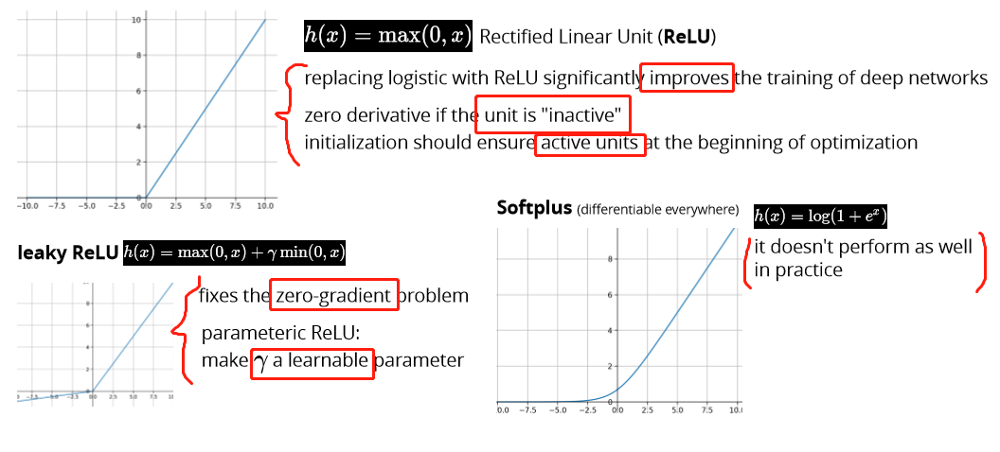 h(x) = max(0, x) Rectified Linear Unit (ReLU)
replacing logistic with ReLU significantly improves the training of deep networks
zero derivative if the unit is "inactive"
initialization should ensure active units at the beginning of optimization
10
8
6
4
2
0
-10.0 -7.5 -5.0 -2.5 0.0 2.5 5.0 7.5 10.0
leaky ReLU h(x) = max(0, x) + γ min(0, x)
fixes the zero-gradient problem
parameteric ReLU:
make γ a learnable parameter
8
6
4
2
0
-7.5 -5.0 -2.5 0.0 2.5 5.0 7.5
Softplus (differentiable everywhere) h(x) = log(1 + eˣ)
it doesn't perform as well
in practice
8
6
4
2
0
0.0 -7.5 -5.0 -2.5 0.0 2.5 5.0 7.5 10.